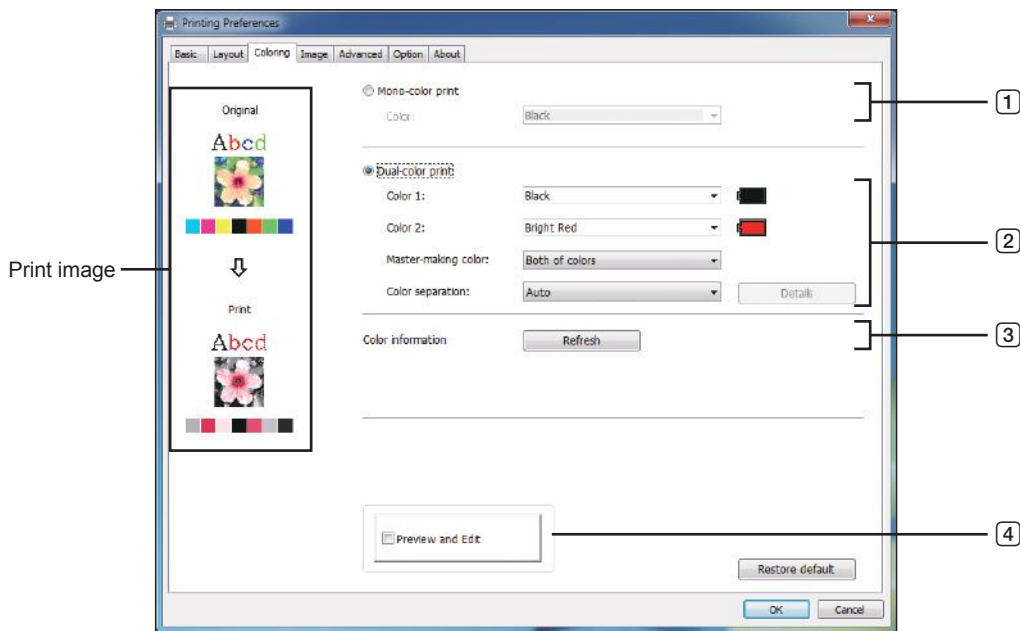 Printing Preferences
Basic Layout Coloring Image Advanced Option About
Original
Abcd
Print
Abcd
Print image
Mono-color print
Color: Black
1
Dual-color print:
Color 1: Black
Color 2: Bright Red
Master-making color: Both of colors
Color separation: Auto Details
2
Color information Refresh
3
Preview and Edit
4
Restore default
OK Cancel